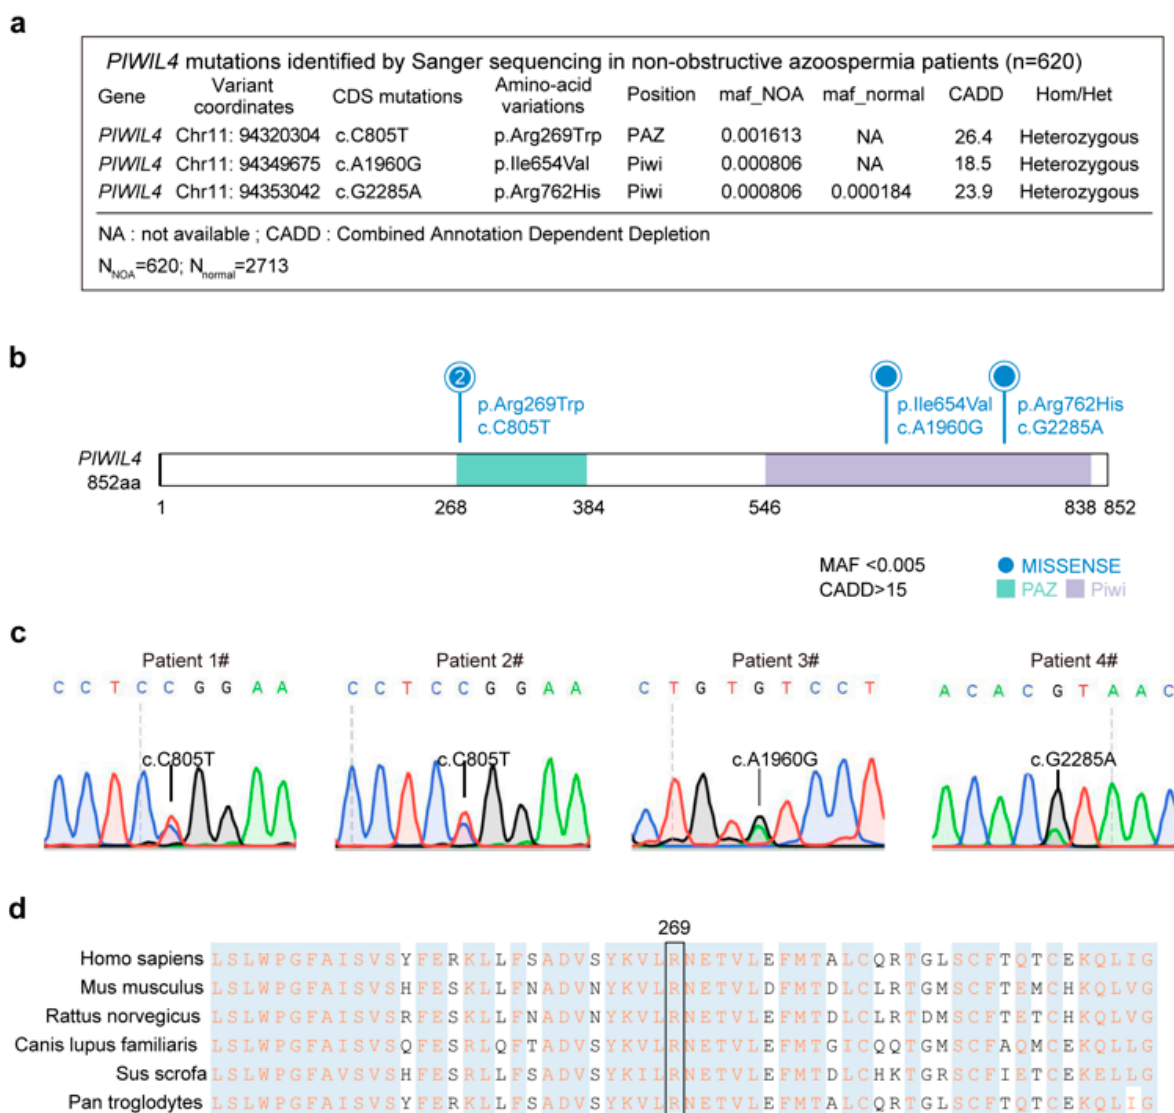 a
PIWIL4 mutations identified by Sanger sequencing in non-obstructive azoospermia patients (n=620)
Gene Variant coordinates CDS mutations Amino-acid variations Position maf_NOA maf_normal CADD Hom/Het
PIWIL4 Chr11: 94320304 c.C805T p.Arg269Trp PAZ 0.001613 NA 26.4 Heterozygous
PIWIL4 Chr11: 94349675 c.A1960G p.Ile654Val Piwi 0.000806 NA 18.5 Heterozygous
PIWIL4 Chr11: 94353042 c.G2285A p.Arg762His Piwi 0.000806 0.000184 23.9 Heterozygous
NA : not available ; CADD : Combined Annotation Dependent Depletion
NNOA=620; Nnormal=2713
b
2
p.Arg269Trp p.Ile654Val p.Arg762His
c.C805T c.A1960G c.G2285A
PIWIL4
852aa
1 268 384 546 838 852
MAF <0.005 MISSENSE
CADD>15 PAZ Piwi
c
Patient 1# Patient 2# Patient 3# Patient 4#
C C T C C G G A A C C T C C G G A A C T G T G T C C T A C A C G T A A C
c.C805T c.C805T c.A1960G c.G2285A
d
269
Homo sapiens LSLWPGFAISVSYFERKLLFSADVSYKVLRNETVLEFMTALCQRTGLSCFTQTCEKQLIG
Mus musculus LSLWPGFAISVSHFESKLLFNADVNYKILRNETVLDFMTDLCLRTGMSCFTEMCHKQLVG
Rattus norvegicus LSLWPGFAISVSRFESKLLFNADVNYKVLRNETVLEFMTDLCLRTDMSCFTETCHKQLVG
Canis lupus familiaris LSLWPGFAISVSQFESRLQFTADVSYKVLRNETVLEFMTGICQQTGMSCFAQMCEKQLLG
Sus scrofa LSLWPGFAVSVSHFESRLLFSADVSYKILRNETVLEFMTDLCHKTGRSCFIETCEKELLG
Pan troglodytes LSLWPGFAISVSYFERKLLFSADVSYKVLRNETVLEFMTALCQRTGLSCFTQTCEKQLIG